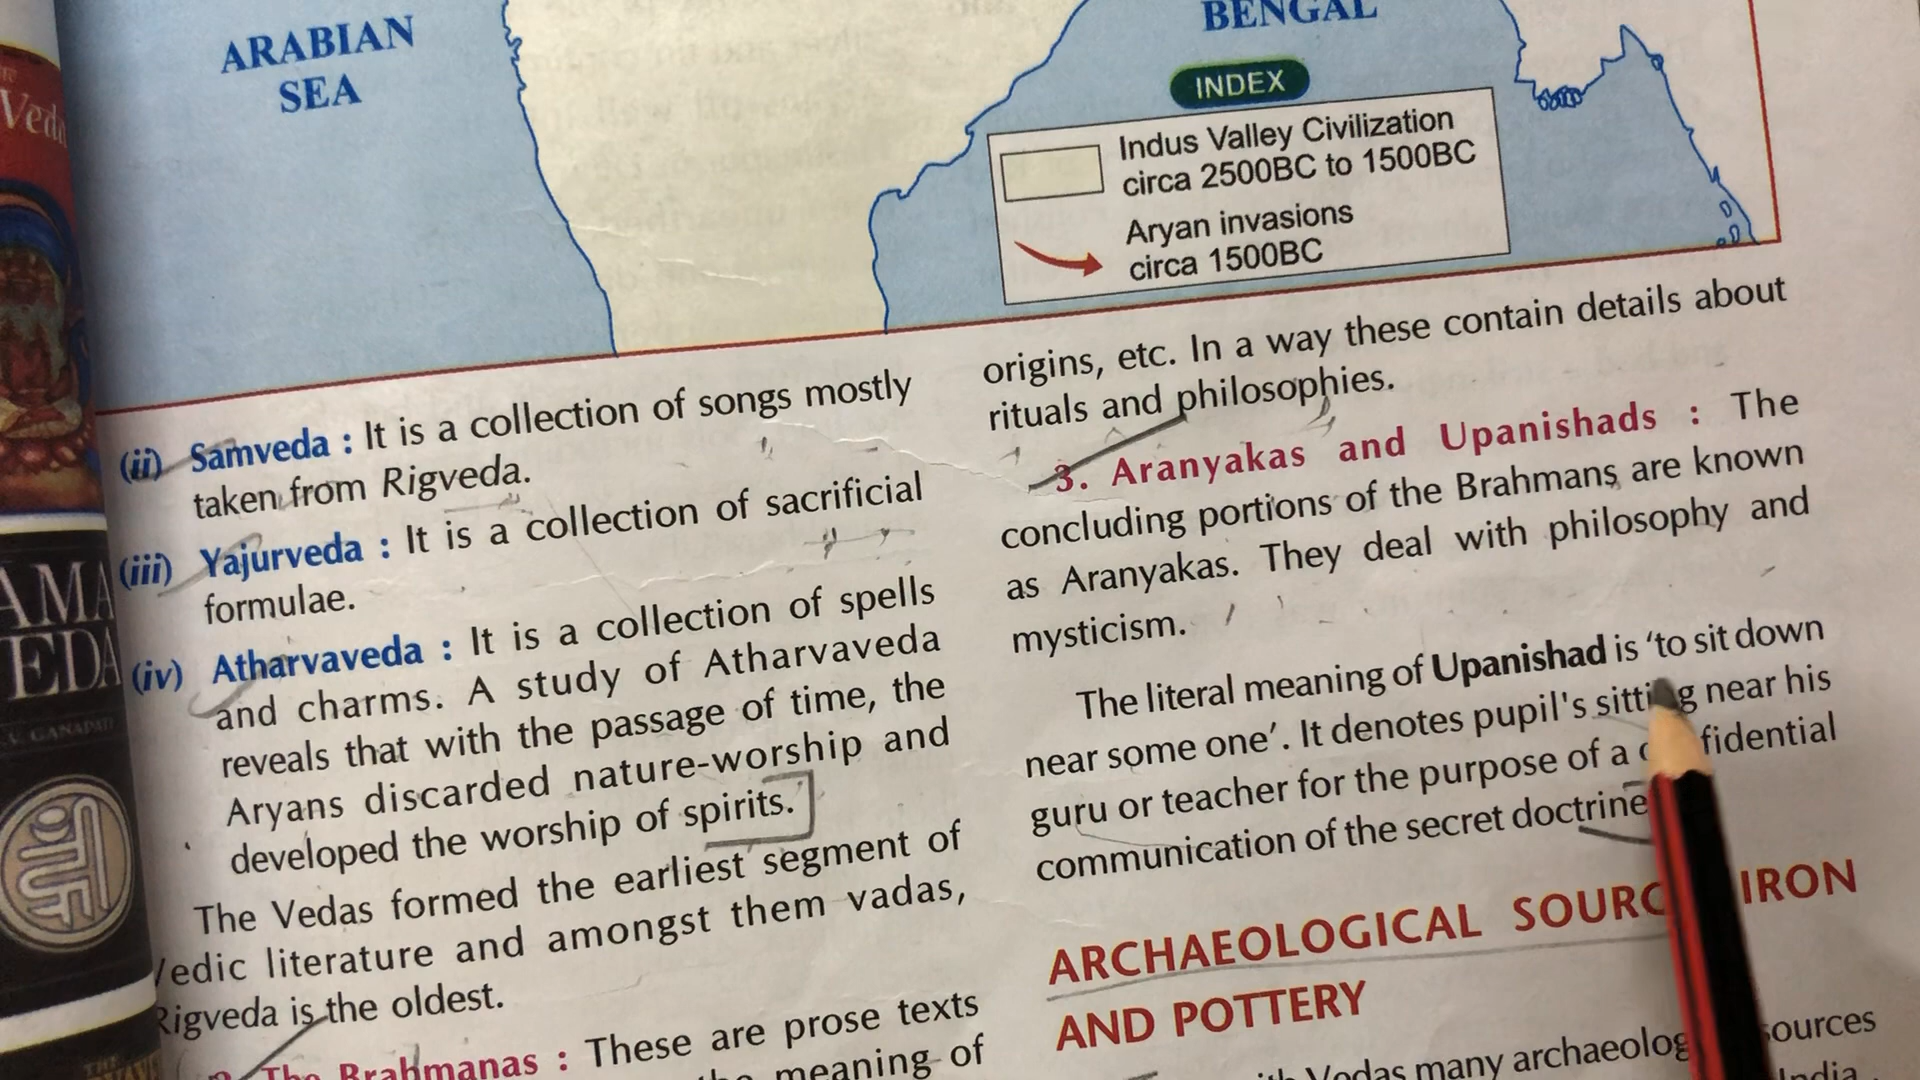 ARABIAN
SEA
BENGAL
INDEX
Indus Valley Civilization
circa 2500BC to 1500BC
Aryan invasions
circa 1500BC
(ii) Samveda : It is a collection of songs mostly
taken from Rigveda.
(iii) Yajurveda : It is a collection of sacrificial
formulae.
(iv) Atharvaveda : It is a collection of spells
and charms. A study of Atharvaveda
reveals that with the passage of time, the
Aryans discarded nature-worship and
developed the worship of spirits.
The Vedas formed the earliest segment of
Vedic literature and amongst them vadas,
Rigveda is the oldest.
The Brahmanas : These are prose texts
meaning of
origins, etc. In a way these contain details about
rituals and philosophies.
3. Aranyakas and Upanishads : The
concluding portions of the Brahmans are known
as Aranyakas. They deal with philosophy and
mysticism.
The literal meaning of Upanishad is ‘to sit down
near some one’. It denotes pupil's sitting near his
guru or teacher for the purpose of a confidential
communication of the secret doctrine
ARCHAEOLOGICAL IRON
AND POTTERY
Vedas many archaeolog ources
India
Veda
AMA
EDA
GANAPATI